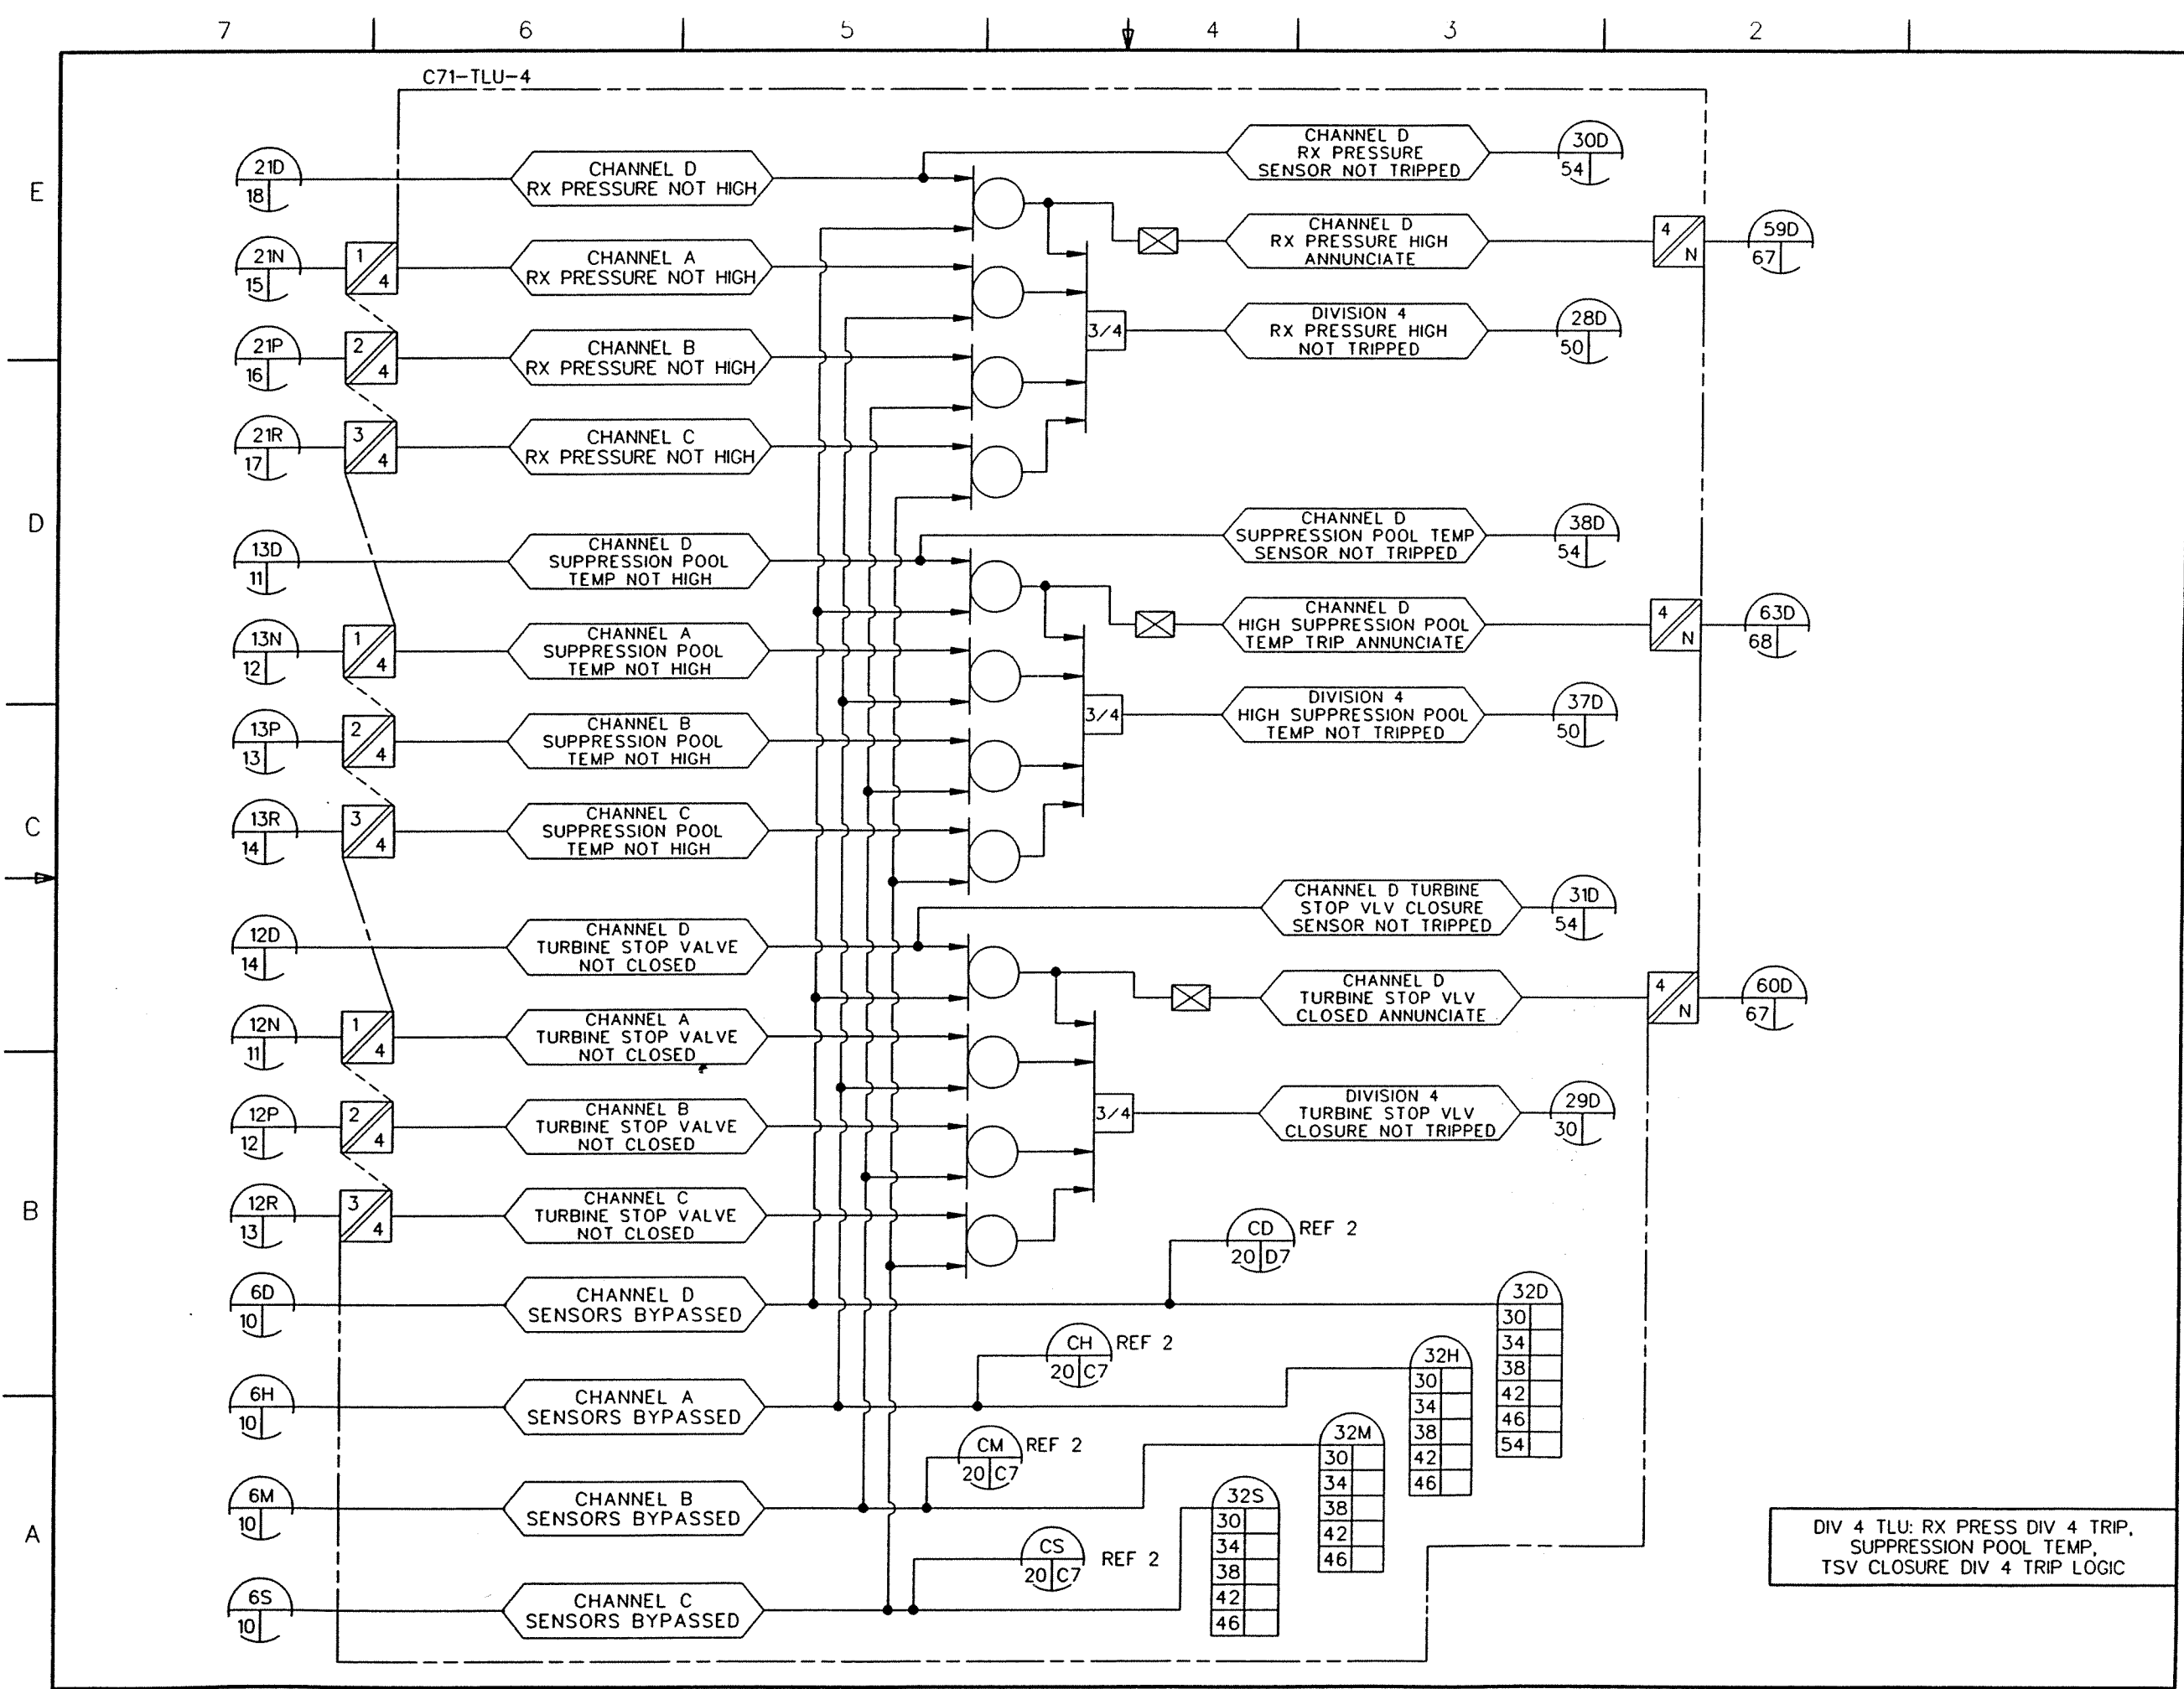 7 6 5 4 3 2
C71-TLU-4
E
D
C
B
A
21D
18
CHANNEL D
RX PRESSURE NOT HIGH
CHANNEL D
RX PRESSURE
SENSOR NOT TRIPPED
30D
54
21N
15
1
4
CHANNEL A
RX PRESSURE NOT HIGH
CHANNEL D
RX PRESSURE HIGH
ANNUNCIATE
4
N
59D
67
21P
16
2
4
CHANNEL B
RX PRESSURE NOT HIGH
3/4
DIVISION 4
RX PRESSURE HIGH
NOT TRIPPED
28D
50
21R
17
3
4
CHANNEL C
RX PRESSURE NOT HIGH
13D
11
CHANNEL D
SUPPRESSION POOL
TEMP NOT HIGH
CHANNEL D
SUPPRESSION POOL TEMP
SENSOR NOT TRIPPED
38D
54
13N
12
1
4
CHANNEL A
SUPPRESSION POOL
TEMP NOT HIGH
CHANNEL D
HIGH SUPPRESSION POOL
TEMP TRIP ANNUNCIATE
4
N
63D
68
13P
13
2
4
CHANNEL B
SUPPRESSION POOL
TEMP NOT HIGH
3/4
DIVISION 4
HIGH SUPPRESSION POOL
TEMP NOT TRIPPED
37D
50
13R
14
3
4
CHANNEL C
SUPPRESSION POOL
TEMP NOT HIGH
12D
14
CHANNEL D
TURBINE STOP VALVE
NOT CLOSED
CHANNEL D TURBINE
STOP VLV CLOSURE
SENSOR NOT TRIPPED
31D
54
12N
11
1
4
CHANNEL A
TURBINE STOP VALVE
NOT CLOSED
CHANNEL D
TURBINE STOP VLV
CLOSED ANNUNCIATE
4
N
60D
67
12P
12
2
4
CHANNEL B
TURBINE STOP VALVE
NOT CLOSED
3/4
DIVISION 4
TURBINE STOP VLV
CLOSURE NOT TRIPPED
29D
30
12R
13
3
4
CHANNEL C
TURBINE STOP VALVE
NOT CLOSED
CD REF 2
20 D7
6D
10
CHANNEL D
SENSORS BYPASSED
32D
30
34
38
42
46
54
CH REF 2
20 C7
6H
10
CHANNEL A
SENSORS BYPASSED
32H
30
34
38
42
46
CM REF 2
20 C7
6M
10
CHANNEL B
SENSORS BYPASSED
32M
30
34
38
42
46
CS REF 2
20 C7
6S
10
CHANNEL C
SENSORS BYPASSED
32S
30
34
38
42
46
DIV 4 TLU: RX PRESS DIV 4 TRIP,
SUPPRESSION POOL TEMP,
TSV CLOSURE DIV 4 TRIP LOGIC